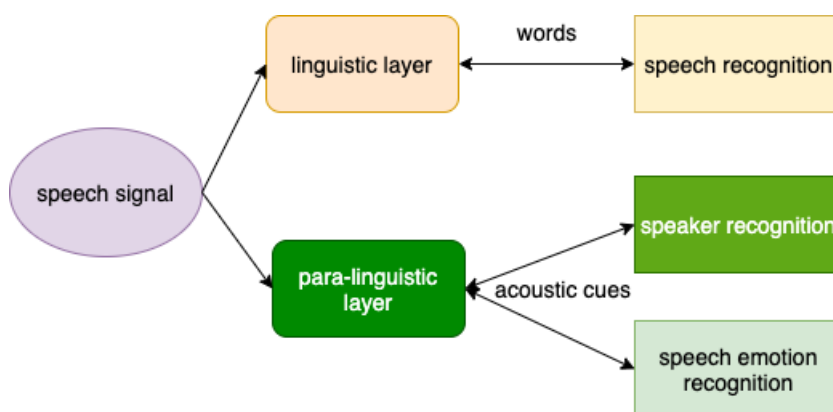 words
linguistic layer
speech recognition
speech signal
speaker recognition
para-linguistic
layer
acoustic cues
speech emotion
recognition